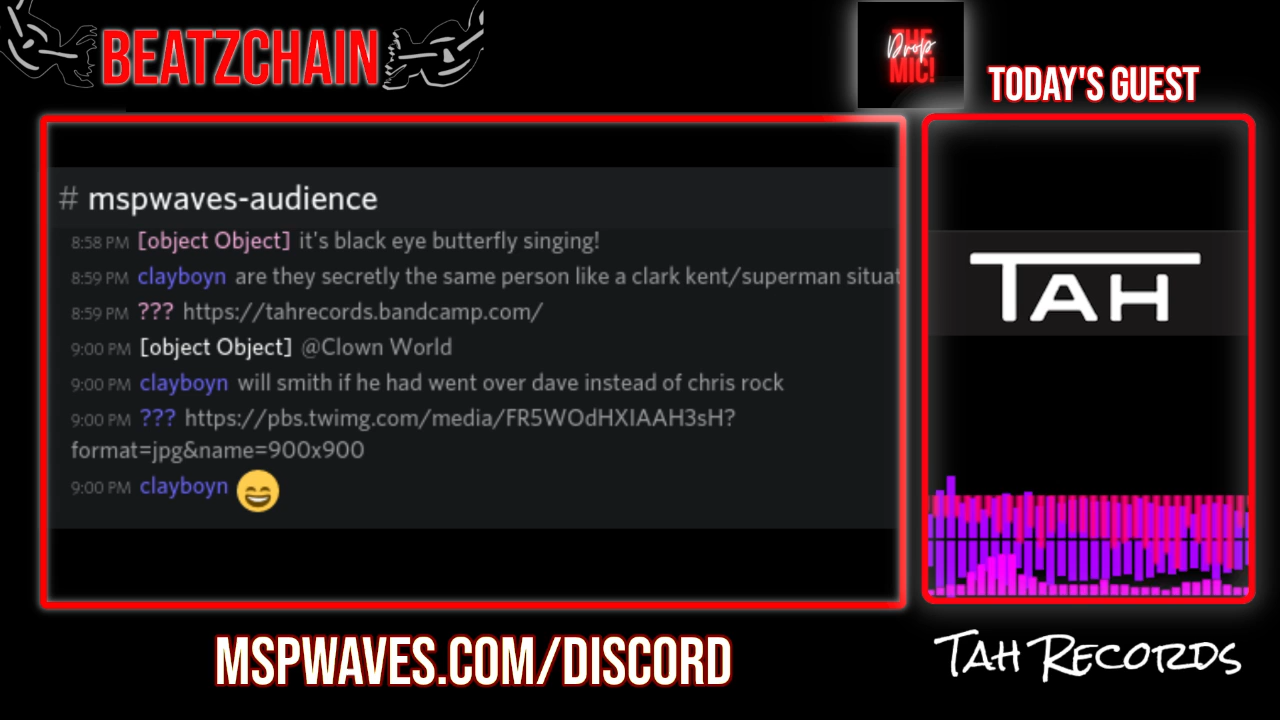 BEATZCHAIN
THE
Drop
MIC!
TODAY'S GUEST
# mspwaves-audience
8:58 PM [object Object] it's black eye butterfly singing!
8:59 PM clayboyn are they secretly the same person like a clark kent/superman situat
8:59 PM ??? https://tahrecords.bandcamp.com/
9:00 PM [object Object] @Clown World
9:00 PM clayboyn will smith if he had went over dave instead of chris rock
9:00 PM ??? https://pbs.twimg.com/media/FR5WOdHXIAAH3sH?
format=jpg&name=900x900
9:00 PM clayboyn 😄
TAH
MSPWAVES.COM/DISCORD
TAH RECORDS